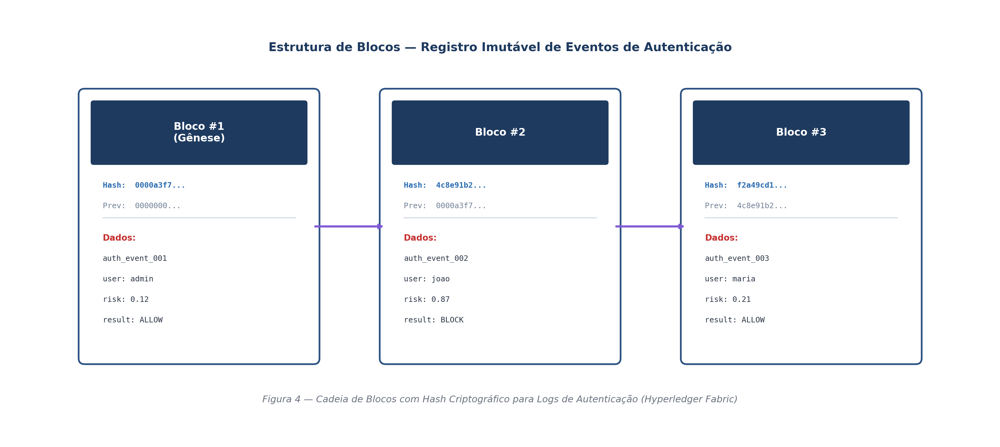 Estrutura de Blocos — Registro Imutável de Eventos de Autenticação
Bloco #1
(Gênese)
Hash:  0000a3f7...
Prev:  0000000...
Dados:
auth_event_001
user: admin
risk: 0.12
result: ALLOW
Bloco #2
Hash:  4c8e91b2...
Prev:  0000a3f7...
Dados:
auth_event_002
user: joao
risk: 0.87
result: BLOCK
Bloco #3
Hash:  f2a49cd1...
Prev:  4c8e91b2...
Dados:
auth_event_003
user: maria
risk: 0.21
result: ALLOW
Figura 4 — Cadeia de Blocos com Hash Criptográfico para Logs de Autenticação (Hyperledger Fabric)